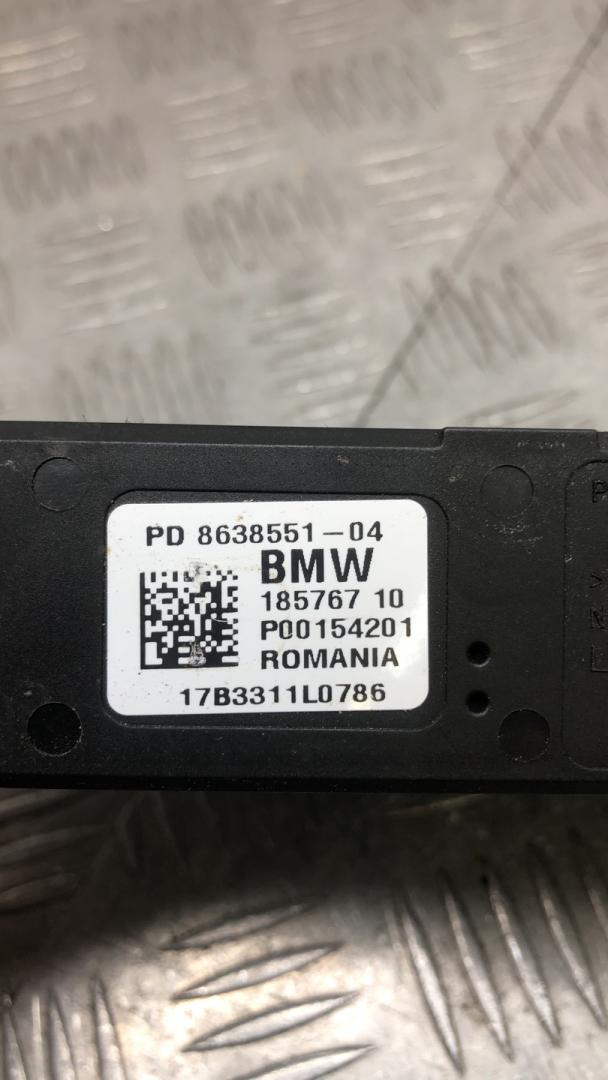 PD 8638551-04
BMW
185767 10
P00154201
ROMANIA
17B3311L0786